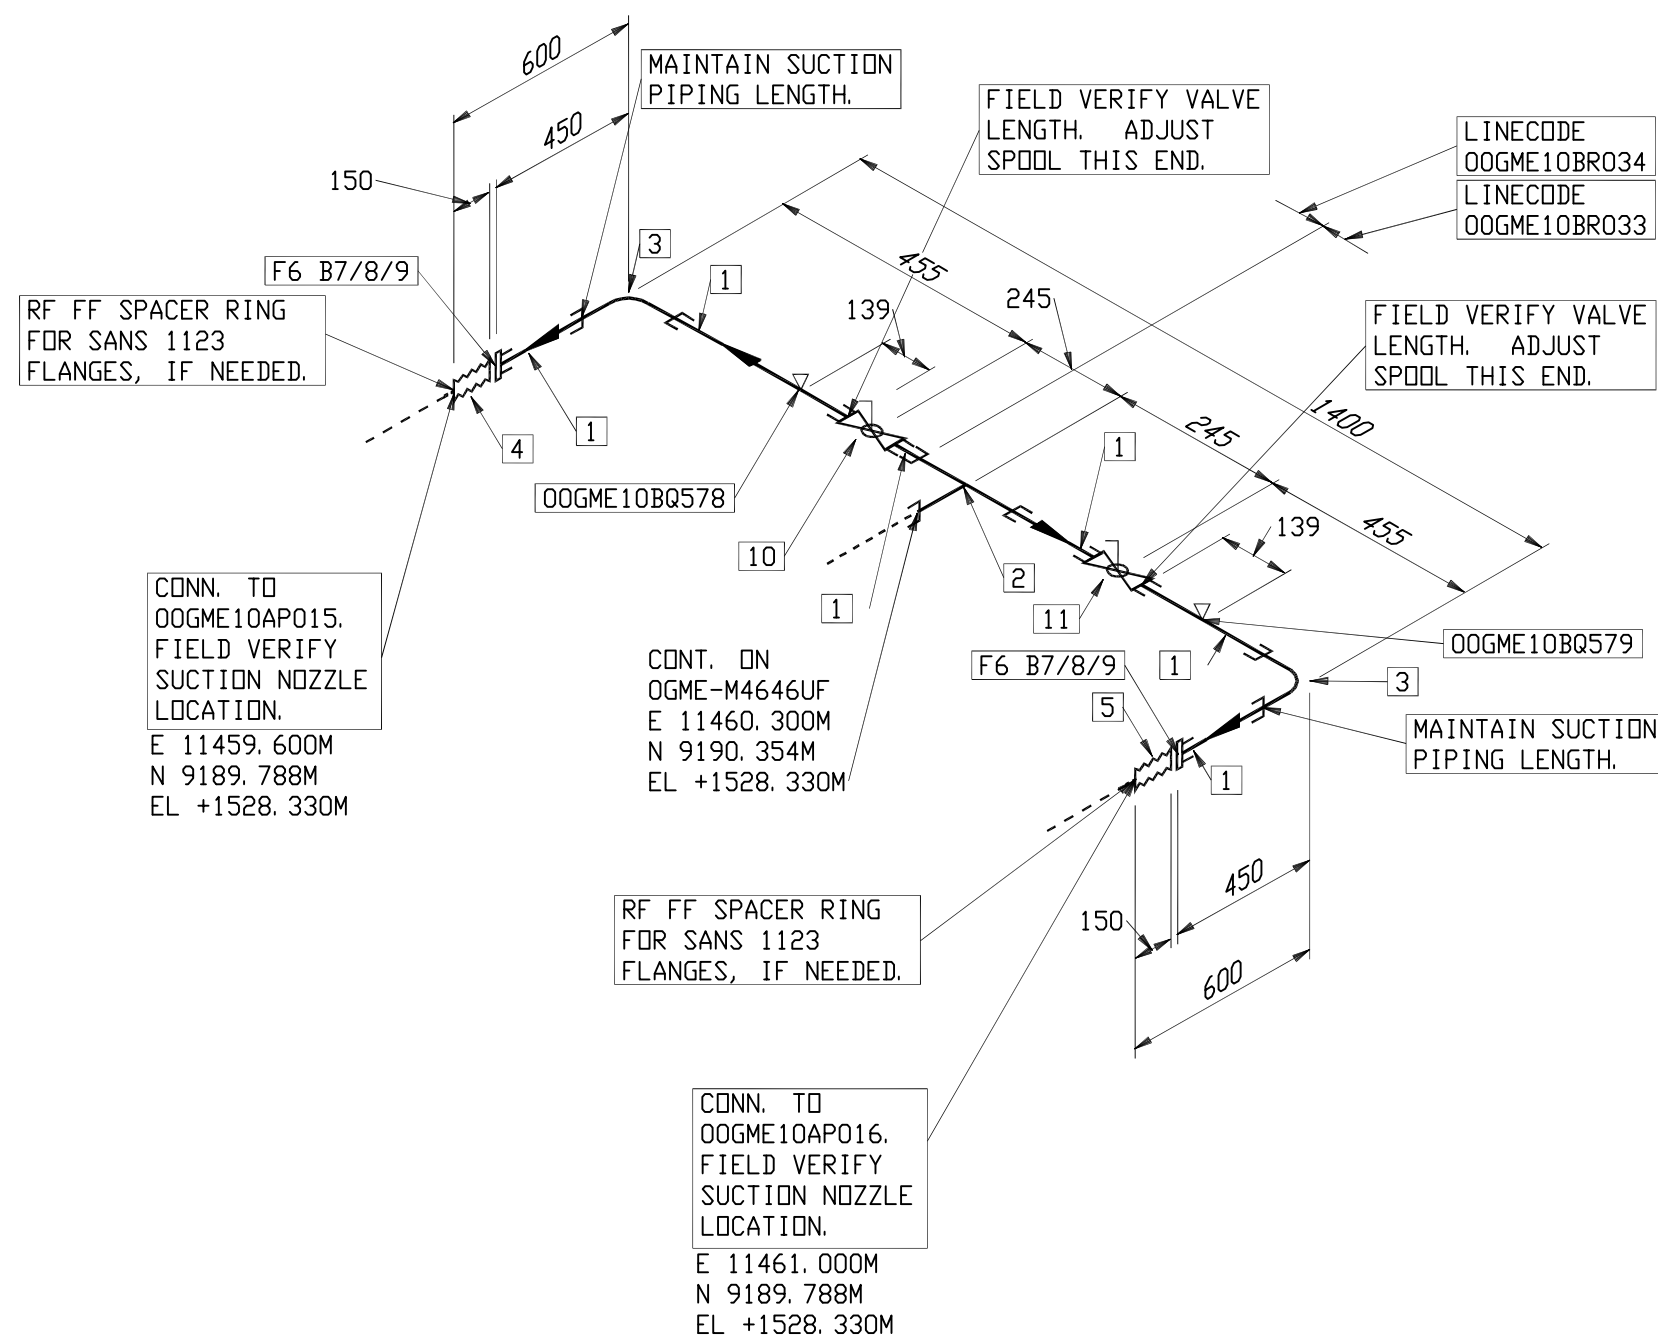 600
MAINTAIN SUCTION
PIPING LENGTH.
450
150
FIELD VERIFY VALVE
LENGTH. ADJUST
SPOOL THIS END.
LINECODE
00GME10BR034
LINECODE
00GME10BR033
3
F6 B7/8/9
1
455
245
139
RF FF SPACER RING
FOR SANS 1123
FLANGES, IF NEEDED.
FIELD VERIFY VALVE
LENGTH. ADJUST
SPOOL THIS END.
1400
1
4
245
1
00GME10BQ578
455
139
10
2
1
11
CONN. TO
00GME10AP015.
FIELD VERIFY
SUCTION NOZZLE
LOCATION.
E 11459.600M
N 9189.788M
EL +1528.330M
CONT. ON
0GME-M4646UF
E 11460.300M
N 9190.354M
EL +1528.330M
00GME10BQ579
F6 B7/8/9
1
3
5
MAINTAIN SUCTION
PIPING LENGTH.
1
450
RF FF SPACER RING
FOR SANS 1123
FLANGES, IF NEEDED.
150
600
CONN. TO
00GME10AP016.
FIELD VERIFY
SUCTION NOZZLE
LOCATION.
E 11461.000M
N 9189.788M
EL +1528.330M